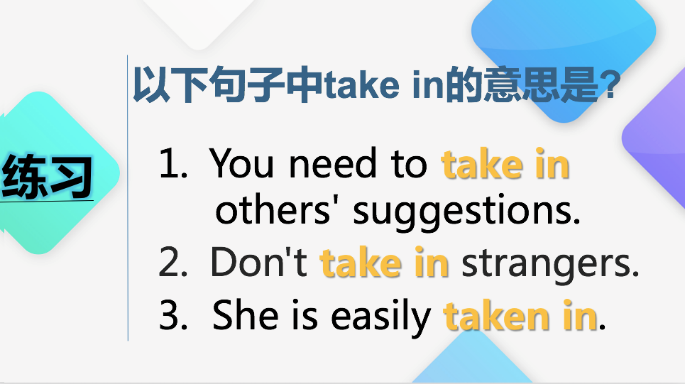 以下句子中take in的意思是?
练习
1. You need to take in
others' suggestions.
2. Don't take in strangers.
3. She is easily taken in.